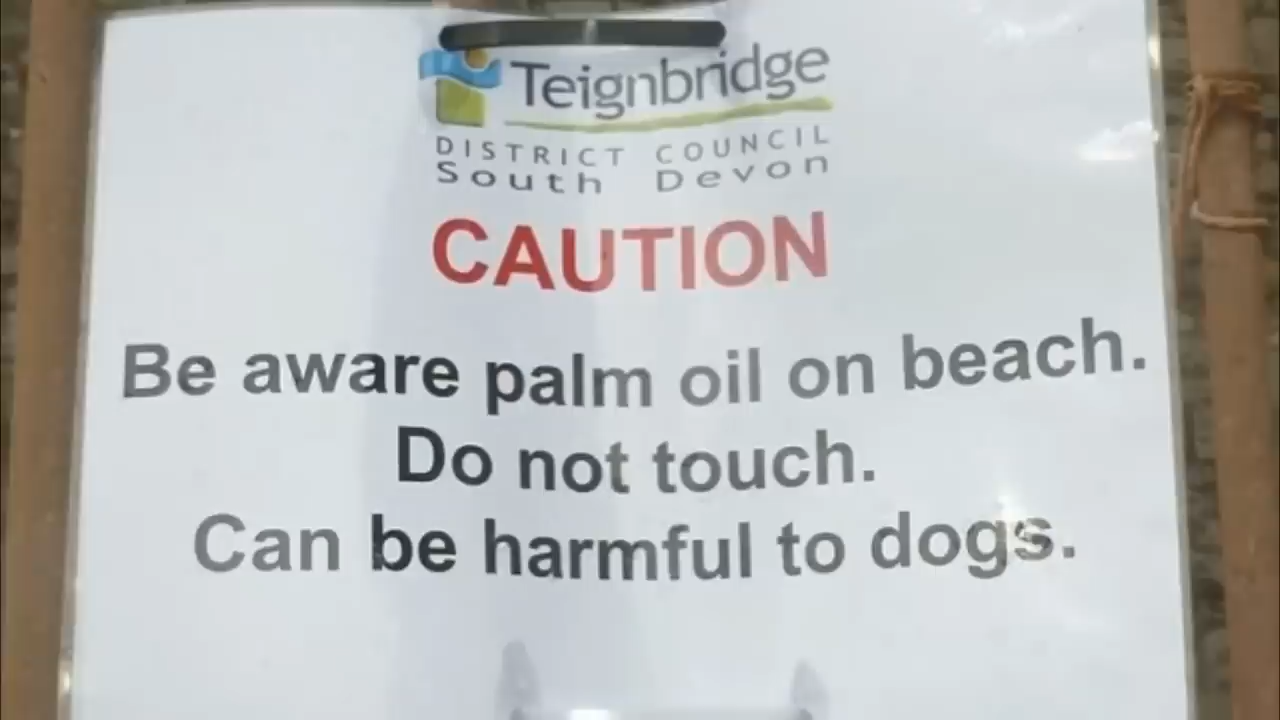 Teignbridge
DISTRICT COUNCIL
South Devon
CAUTION
Be aware palm oil on beach.
Do not touch.
Can be harmful to dogs.